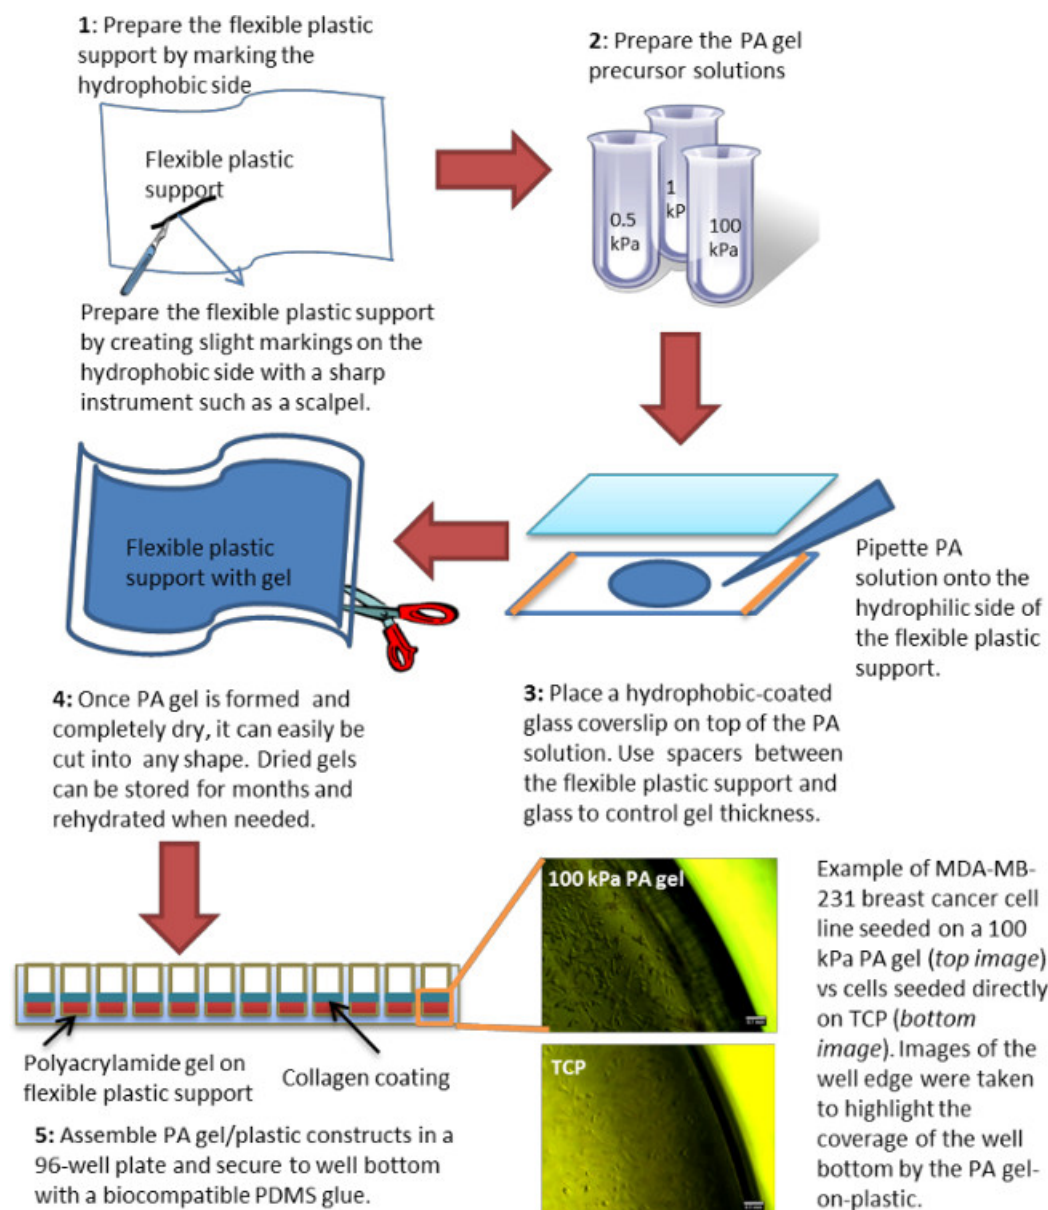 1: Prepare the flexible plastic
support by marking the
hydrophobic side
Flexible plastic
support
Prepare the flexible plastic support
by creating slight markings on the
hydrophobic side with a sharp
instrument such as a scalpel.
2: Prepare the PA gel
precursor solutions
0.5
kPa
1
kP
100
kPa
Pipette PA
solution onto the
hydrophilic side of
the flexible plastic
support.
3: Place a hydrophobic-coated
glass coverslip on top of the PA
solution. Use spacers between
the flexible plastic support and
glass to control gel thickness.
Flexible plastic
support with gel
4: Once PA gel is formed and
completely dry, it can easily be
cut into any shape. Dried gels
can be stored for months and
rehydrated when needed.
Polyacrylamide gel on
flexible plastic support
Collagen coating
5: Assemble PA gel/plastic constructs in a
96-well plate and secure to well bottom
with a biocompatible PDMS glue.
100 kPa PA gel
TCP
Example of MDA-MB-
231 breast cancer cell
line seeded on a 100
kPa PA gel (top image)
vs cells seeded directly
on TCP (bottom
image). Images of the
well edge were taken
to highlight the
coverage of the well
bottom by the PA gel-
on-plastic.